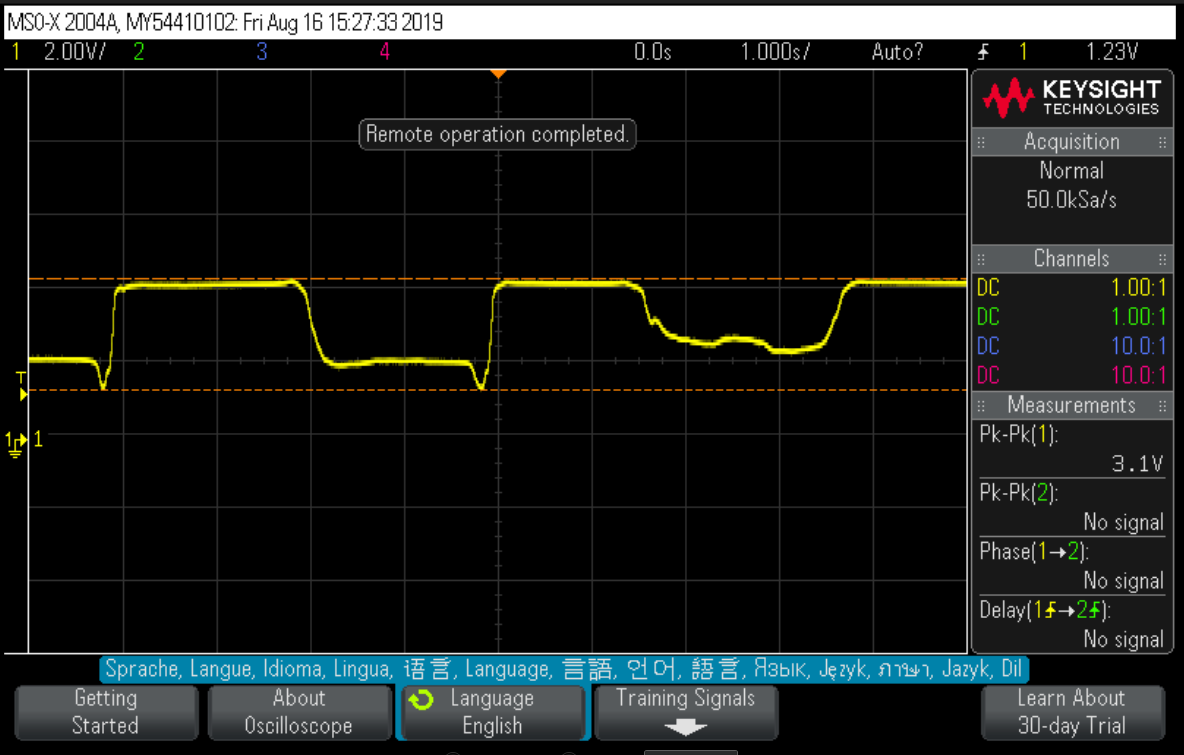 MSO-X 2004A, MY54410102: Fri Aug 16 15:27:33 2019
1 2.00V/ 2 3 4 0.0s 1.000s/ Auto? 1 1.23V
Remote operation completed.
T
1 1
KEYSIGHT
TECHNOLOGIES
Acquisition
Normal
50.0kSa/s
Channels
DC 1.00:1
DC 1.00:1
DC 10.0:1
DC 10.0:1
Measurements
Pk-Pk(1):
3.1V
Pk-Pk(2):
No signal
Phase(1→2):
No signal
Delay(1→2):
No signal
Sprache, Langue, Idioma, Lingua, 语言, Language, 言語, 언어, 語言, Язык, Język, ภาษา, Jazyk, Dil
Getting
Started
About
Oscilloscope
Language
English
Training Signals
Learn About
30-day Trial